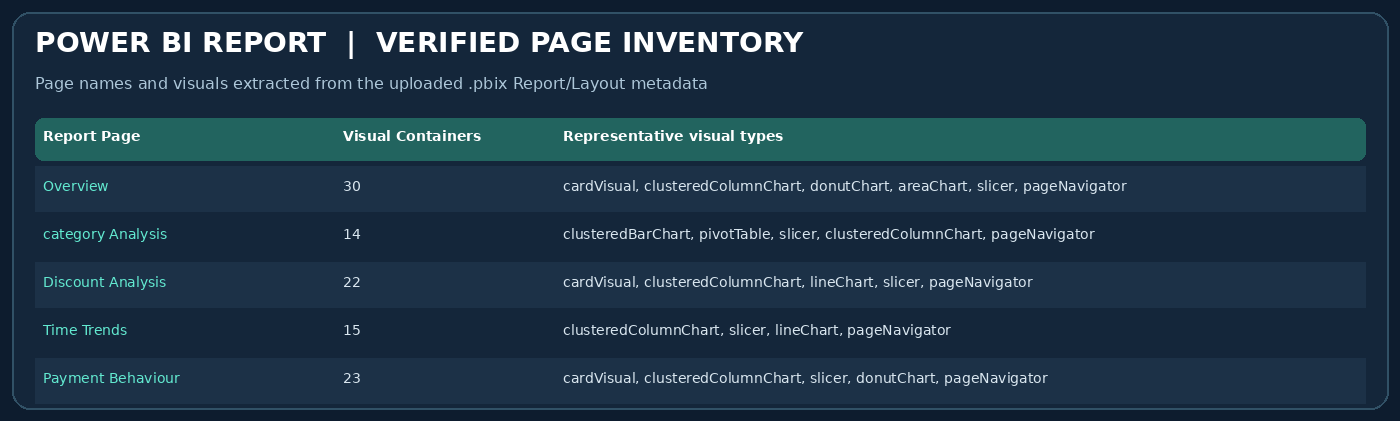 POWER BI REPORT | VERIFIED PAGE INVENTORY
Page names and visuals extracted from the uploaded .pbix Report/Layout metadata
Report Page Visual Containers Representative visual types
Overview 30 cardVisual, clusteredColumnChart, donutChart, areaChart, slicer, pageNavigator
category Analysis 14 clusteredBarChart, pivotTable, slicer, clusteredColumnChart, pageNavigator
Discount Analysis 22 cardVisual, clusteredColumnChart, lineChart, slicer, pageNavigator
Time Trends 15 clusteredColumnChart, slicer, lineChart, pageNavigator
Payment Behaviour 23 cardVisual, clusteredColumnChart, slicer, donutChart, pageNavigator